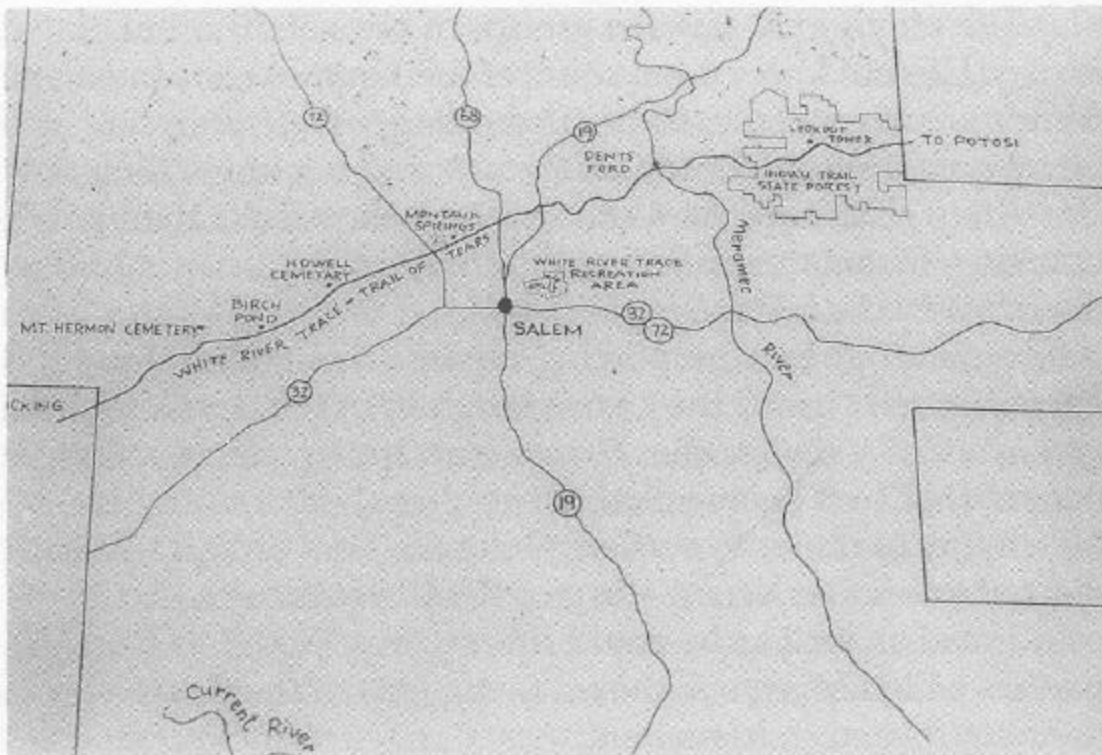 72
68
19
DENTS
FORD
LOOKOUT
TOWER
TO POTOSI
INDIAN TRAIL
STATE FOREST
MONTAUK
SPRINGS
HOWELL
CEMETARY
WHITE RIVER TRACE
RECREATION
AREA
Meramec
River
BIRCH
POND
MT. HERMON CEMETERY
WHITE RIVER TRACE - TRAIL OF TEARS
SALEM
32
72
32
ICKING
19
Current River